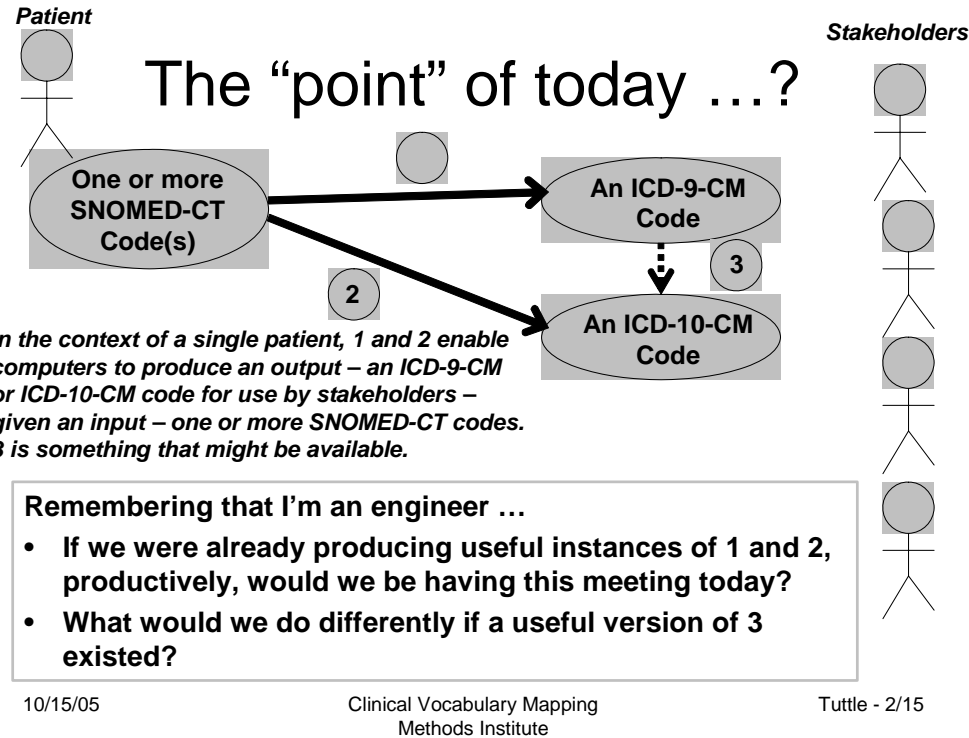 Patient
Stakeholders
The “point” of today …?
One or more
SNOMED-CT
Code(s)
An ICD-9-CM
Code
3
2
An ICD-10-CM
Code
n the context of a single patient, 1 and 2 enable
computers to produce an output – an ICD-9-CM
or ICD-10-CM code for use by stakeholders –
given an input – one or more SNOMED-CT codes.
3 is something that might be available.
Remembering that I’m an engineer …
• If we were already producing useful instances of 1 and 2,
productively, would we be having this meeting today?
• What would we do differently if a useful version of 3
existed?
10/15/05
Clinical Vocabulary Mapping
Methods Institute
Tuttle - 2/15